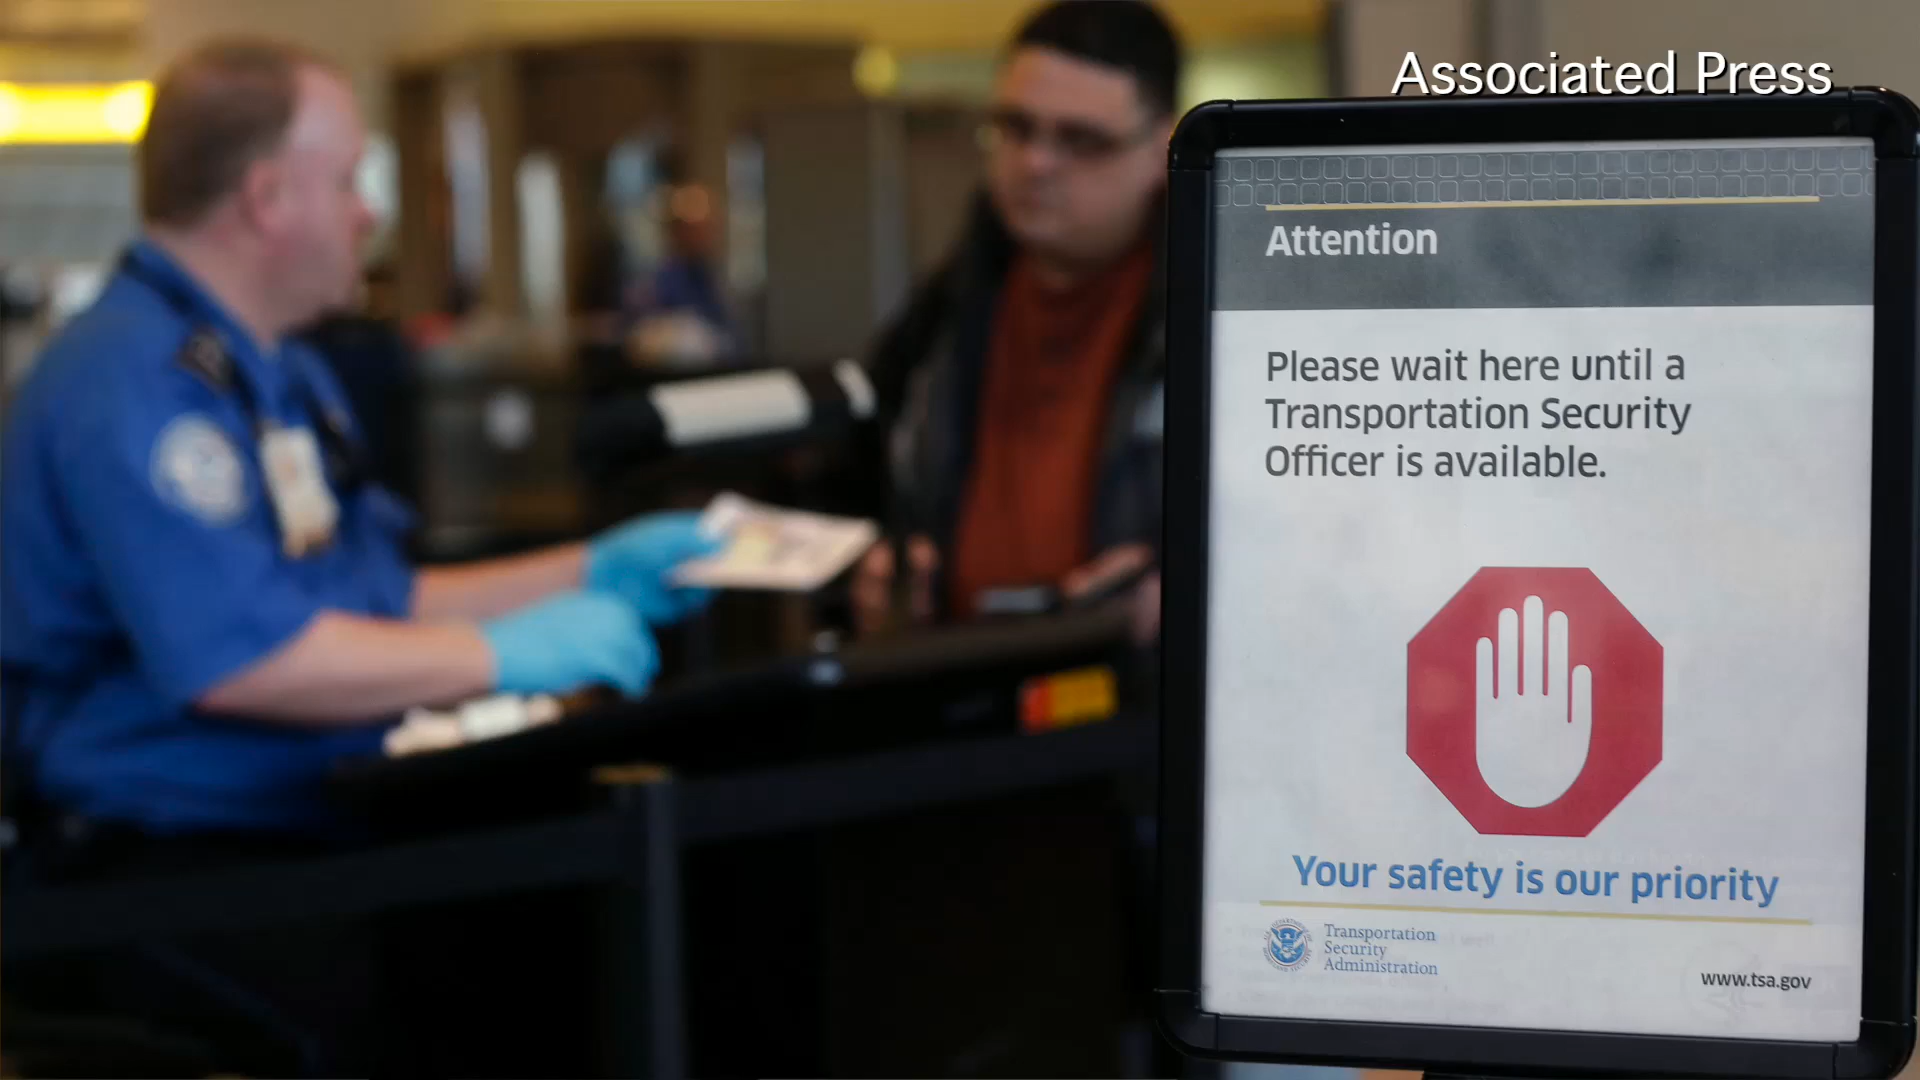 Associated Press
Attention
Please wait here until a
Transportation Security
Officer is available.
Your safety is our priority
Transportation
Security
Administration
www.tsa.gov